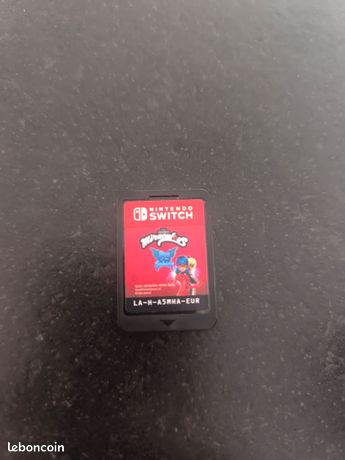 NINTENDO
SWITCH
Miraculous
LA-H-A5MHA-EUR
leboncoin